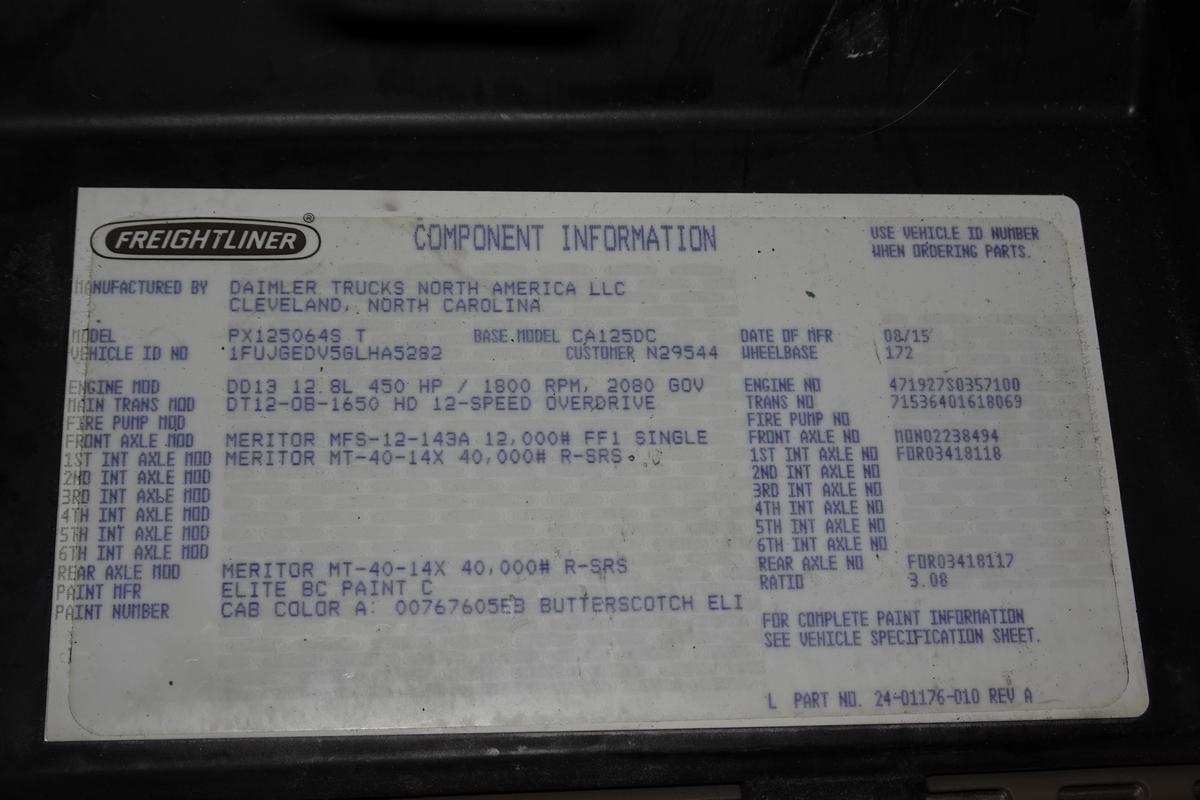 FREIGHTLINER ® COMPONENT INFORMATION USE VEHICLE ID NUMBER
WHEN ORDERING PARTS.
MANUFACTURED BY DAIMLER TRUCKS NORTH AMERICA LLC
CLEVELAND, NORTH CAROLINA
MODEL PX125064S T BASE MODEL CA125DC DATE OF MFR 08/15
VEHICLE ID NO 1FUJGEDV5GLHA5282 CUSTOMER N29544 WHEELBASE 172
ENGINE MOD DD13 12.8L 450 HP / 1800 RPM, 2080 GOV ENGINE NO 471927S0357100
MAIN TRANS MOD DT12-OB-1650 HD 12-SPEED OVERDRIVE TRANS NO 71536401618069
FIRE PUMP MOD FIRE PUMP NO
FRONT AXLE MOD MERITOR MFS-12-143A 12,000# FF1 SINGLE FRONT AXLE NO MON02238494
1ST INT AXLE MOD MERITOR MT-40-14X 40,000# R-SRS 1ST INT AXLE NO FOR03418118
2ND INT AXLE MOD 2ND INT AXLE NO
3RD INT AXLE MOD 3RD INT AXLE NO
4TH INT AXLE MOD 4TH INT AXLE NO
5TH INT AXLE MOD 5TH INT AXLE NO
6TH INT AXLE MOD 6TH INT AXLE NO
REAR AXLE MOD MERITOR MT-40-14X 40,000# R-SRS REAR AXLE NO FOR03418117
PAINT MFR ELITE BC PAINT C RATIO 3.08
PAINT NUMBER CAB COLOR A: 00767605EB BUTTERSCOTCH ELI
FOR COMPLETE PAINT INFORMATION
SEE VEHICLE SPECIFICATION SHEET.
L PART NO. 24-01176-010 REV A